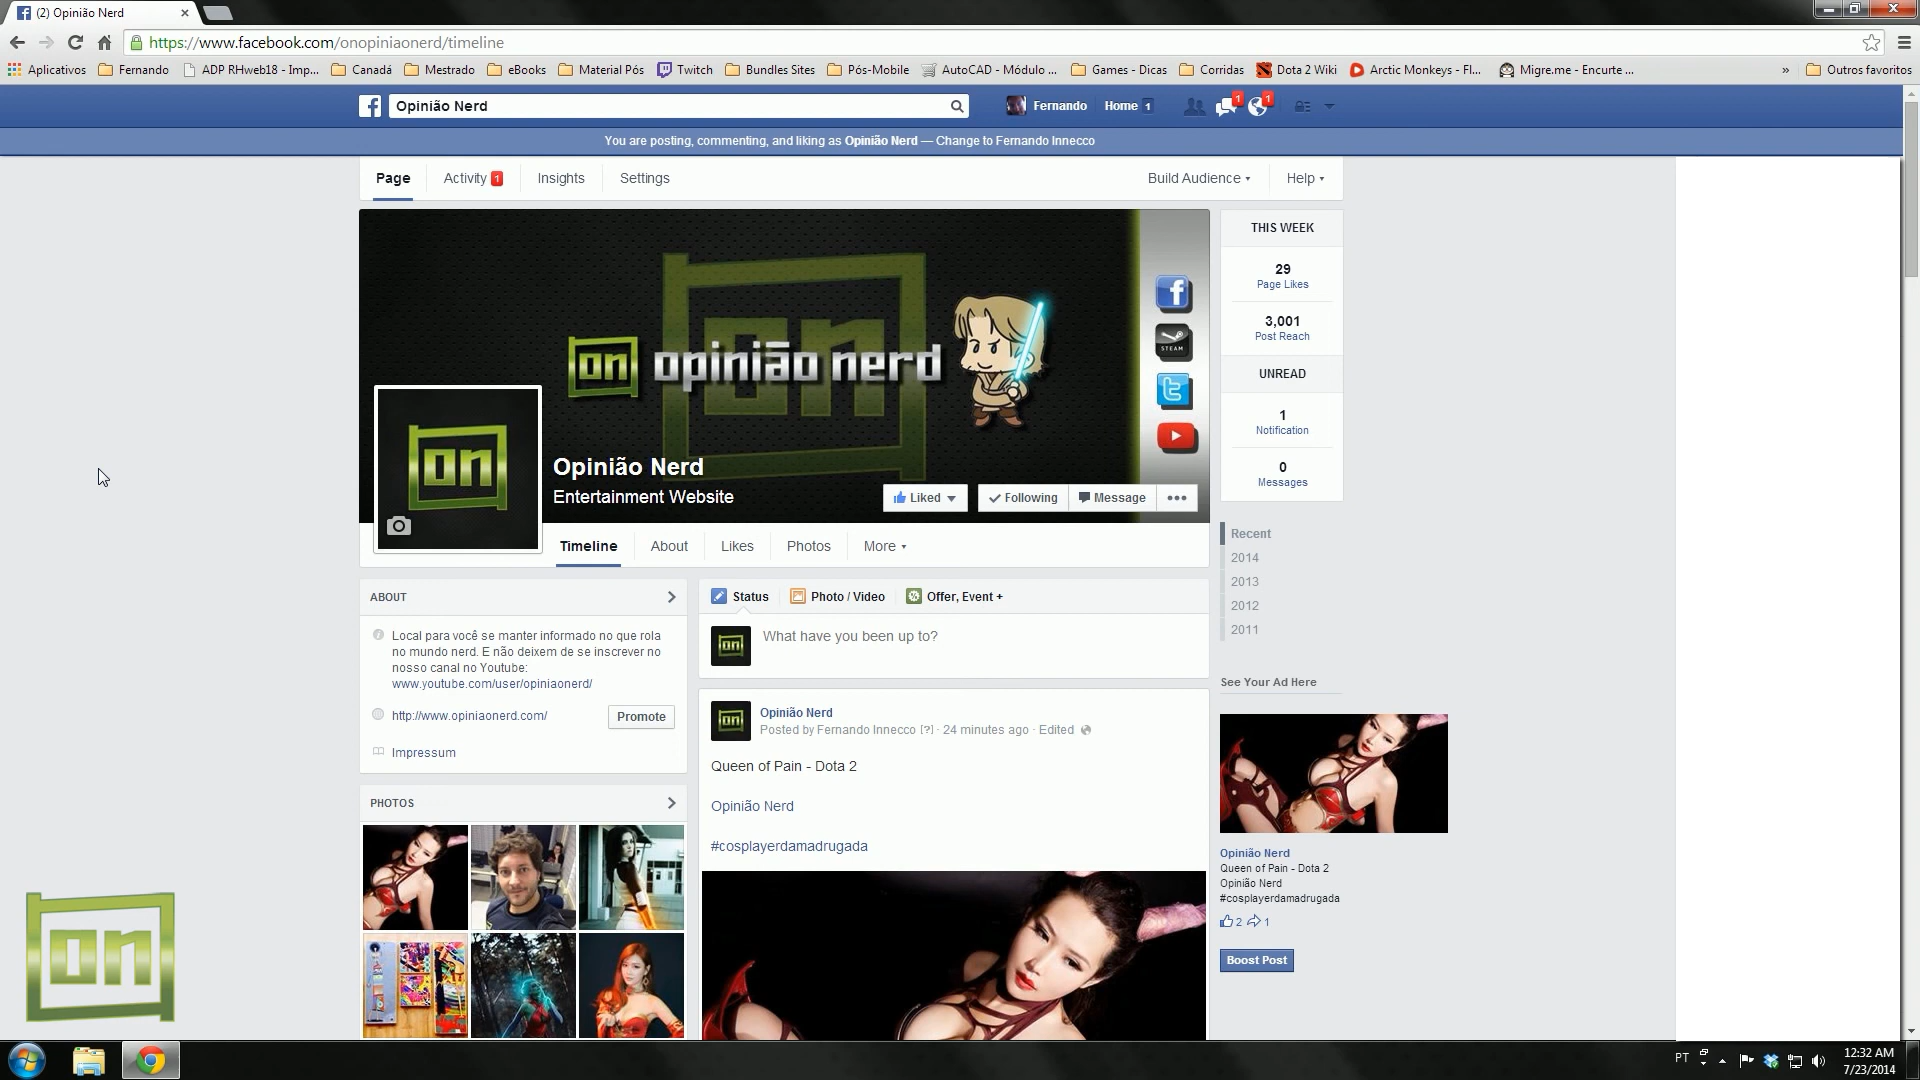 (2) Opinião Nerd
https://www.facebook.com/onopiniaonerd/timeline
Aplicativos Fernando ADP RHweb18 - Imp... Canadá Mestrado eBooks Material Pós Twitch Bundles Sites Pós-Mobile AutoCAD - Módulo ... Games - Dicas Corridas Dota 2 Wiki Arctic Monkeys - Fl... Migre.me - Encurte ... » Outros favoritos
Opinião Nerd Fernando Home 1 1 1
You are posting, commenting, and liking as Opinião Nerd — Change to Fernando Innecco
Page Activity 1 Insights Settings Build Audience Help
THIS WEEK
29
Page Likes
3,001
Post Reach
UNREAD
1
Notification
0
Messages
on opinião nerd
on
STEAM
on
Opinião Nerd
Entertainment Website
Liked Following Message •••
Timeline About Likes Photos More
Recent
2014
2013
2012
2011
ABOUT
Local para você se manter informado no que rola
no mundo nerd. E não deixem de se inscrever no
nosso canal no Youtube:
www.youtube.com/user/opiniaonerd/
http://www.opiniaonerd.com/ Promote
Impressum
PHOTOS
Status Photo / Video Offer, Event +
on What have you been up to?
on Opinião Nerd
Posted by Fernando Innecco [?] · 24 minutes ago · Edited
Queen of Pain - Dota 2
Opinião Nerd
#cosplayerdamadrugada
See Your Ad Here
Opinião Nerd
Queen of Pain - Dota 2
Opinião Nerd
#cosplayerdamadrugada
2 1
Boost Post
on
PT 12:32 AM
7/23/2014